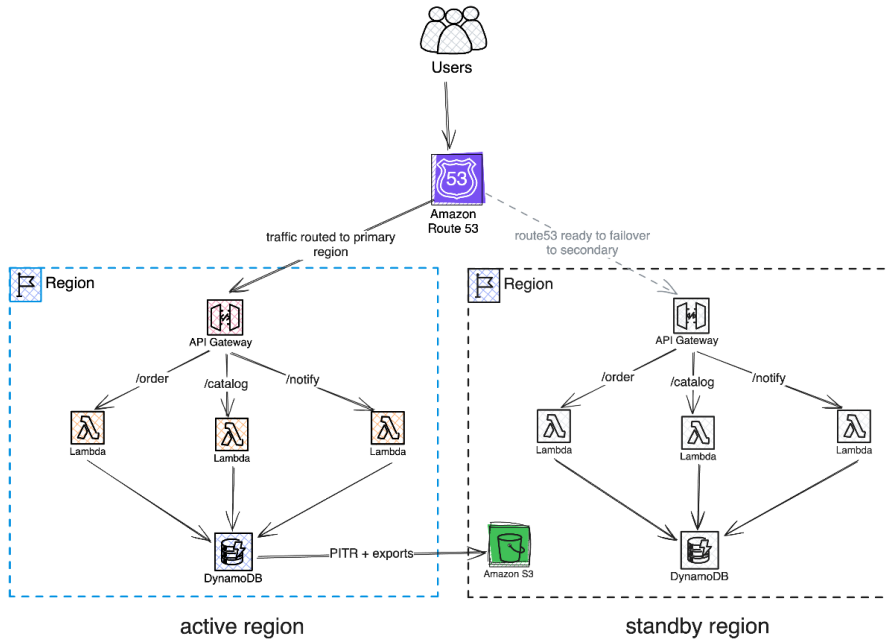 Users
53
Amazon
Route 53
traffic routed to primary
region
route53 ready to failover
to secondary
Region
Region
API Gateway
API Gateway
/order
/catalog
/notify
/order
/catalog
/notify
Lambda
Lambda
Lambda
Lambda
Lambda
Lambda
PITR + exports
DynamoDB
Amazon S3
DynamoDB
active region
standby region